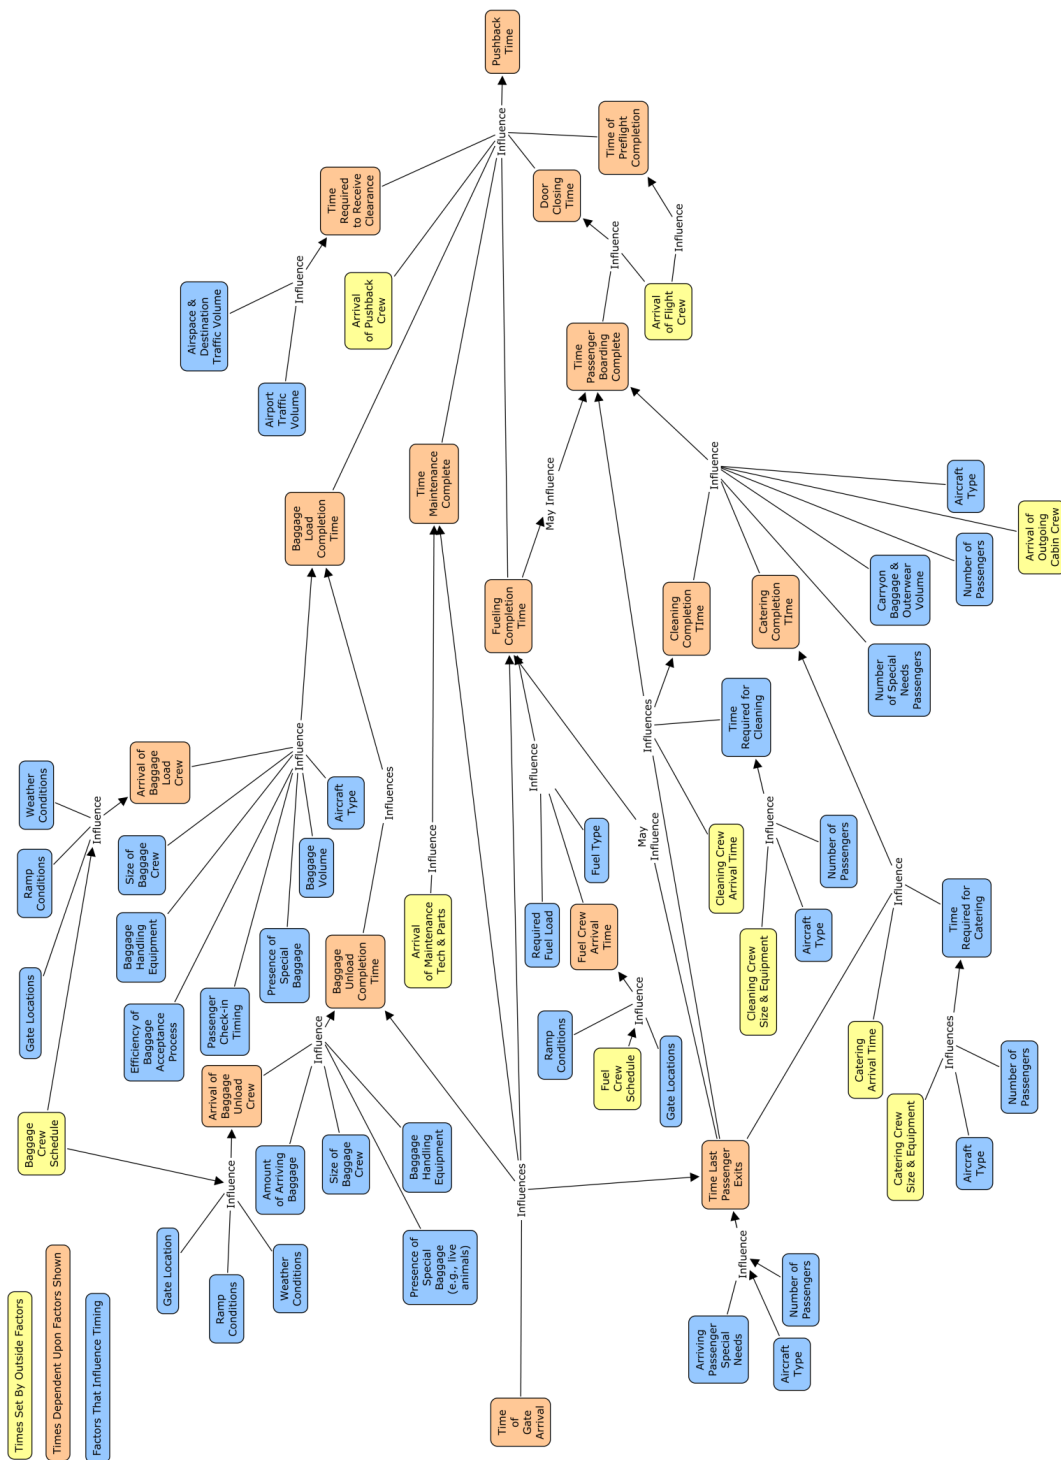 Times Set By Outside Factors
Times Dependent Upon Factors Shown
Factors That Influence Timing
Time
of
Gate
Arrival
Influences
Gate Location
Ramp
Conditions
Weather
Conditions
Influence
Baggage
Crew
Schedule
Gate Locations
Ramp
Conditions
Weather
Conditions
Influence
Arrival of
Baggage
Load
Crew
Arrival of
Baggage
Unload
Crew
Amount
of Arriving
Baggage
Size of
Baggage
Crew
Baggage
Handling
Equipment
Presence of
Special
Baggage
(e.g., live
animals)
Influence
Baggage
Unload
Completion
Time
Influences
Size of
Baggage
Crew
Baggage
Handling
Equipment
Efficiency of
Baggage
Acceptance
Process
Passenger
Check-in
Timing
Presence of
Special
Baggage
Baggage
Volume
Aircraft
Type
Influence
Baggage
Load
Completion
Time
Airspace &
Destination
Traffic Volume
Airport
Traffic
Volume
Influence
Time
Required
to Receive
Clearance
Arrival
of Pushback
Crew
Arrival
of Maintenance
Tech & Parts
Influence
Time
Maintenance
Complete
Required
Fuel Load
Fuel Crew
Arrival
Time
Fuel Type
Influence
Ramp
Conditions
Fuel
Crew
Schedule
Gate Locations
Influence
May
Influence
Fueling
Completion
Time
May Influence
Arriving
Passenger
Special
Needs
Aircraft
Type
Number of
Passengers
Influence
Time Last
Passenger
Exits
Influences
Cleaning Crew
Arrival Time
Cleaning Crew
Size & Equipment
Aircraft
Type
Number of
Passengers
Influence
Time
Required for
Cleaning
Cleaning
Completion
TIme
Catering
Arrival Time
Catering Crew
Size & Equipment
Aircraft
Type
Number of
Passengers
Influences
Time
Required for
Catering
Influence
Catering
Completion
TIme
Number
of Special
Needs
Passengers
Carryon
Baggage &
Outerwear
Volume
Number of
Passengers
Arrival of
Outgoing
Cabin Crew
Aircraft
Type
Influence
Time
Passenger
Boarding
Complete
Arrival
of Flight
Crew
Influence
Influence
Door
Closing
Time
Time of
Preflight
Completion
Influence
Pushback
Time